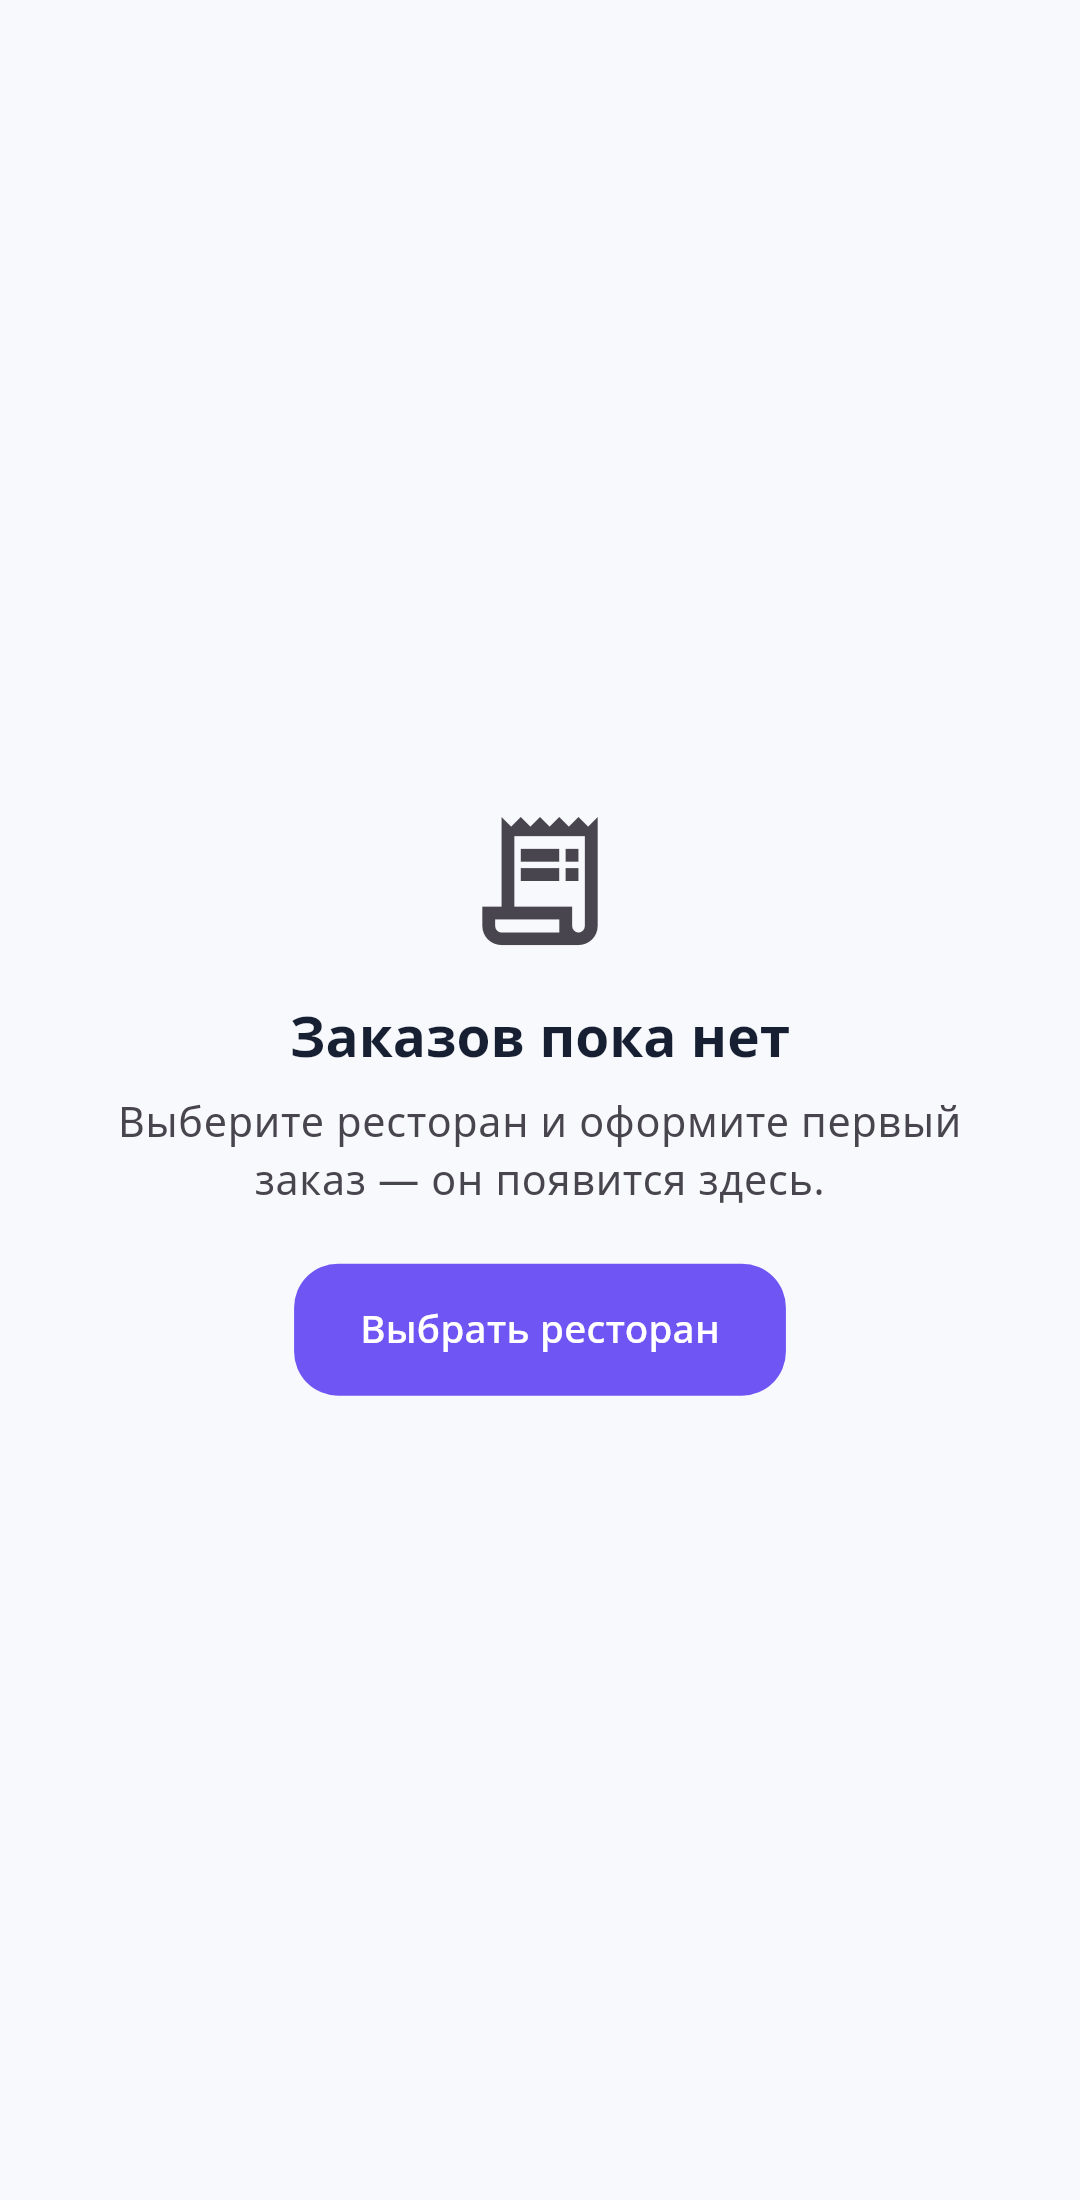 Заказов пока нет
Выберите ресторан и оформите первый
заказ — он появится здесь.
Выбрать ресторан